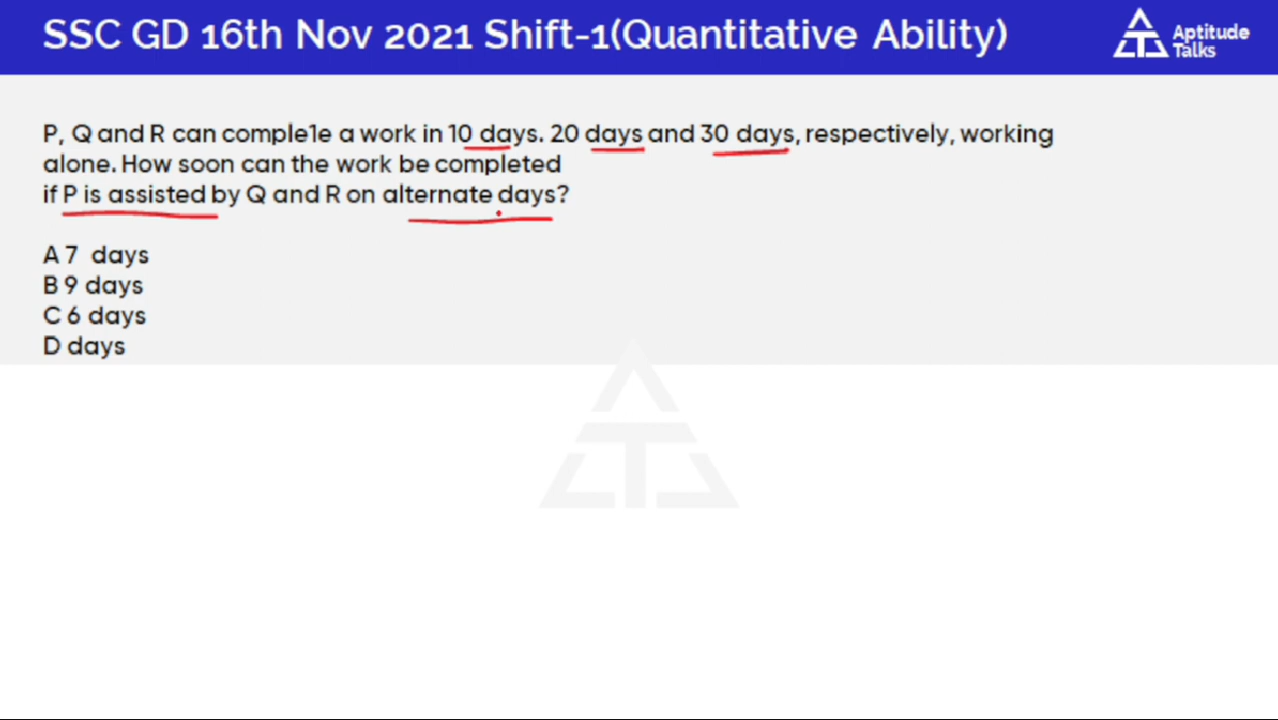 SSC GD 16th Nov 2021 Shift-1(Quantitative Ability)
Aptitude
Talks
P, Q and R can comple1e a work in 10 days. 20 days and 30 days, respectively, working
alone. How soon can the work be completed
if P is assisted by Q and R on alternate days?
A 7 days
B 9 days
C 6 days
D days